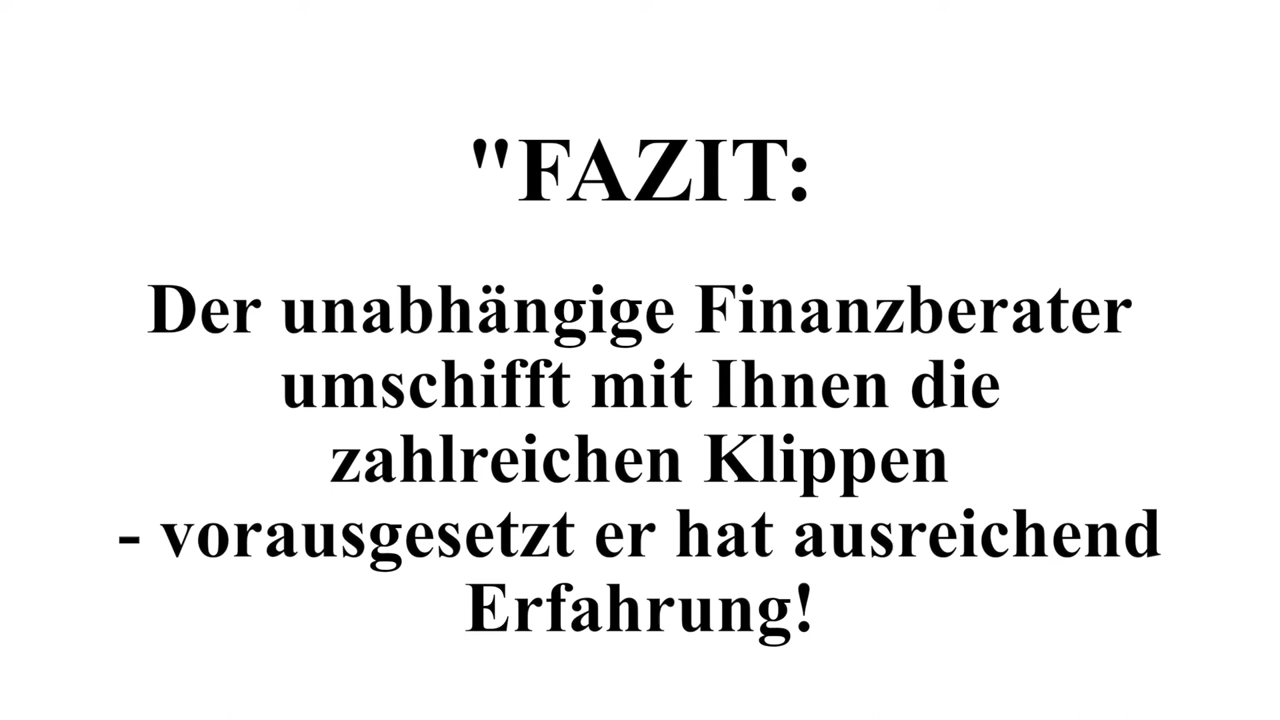 "FAZIT:
Der unabhängige Finanzberater
umschifft mit Ihnen die
zahlreichen Klippen
- vorausgesetzt er hat ausreichend
Erfahrung!